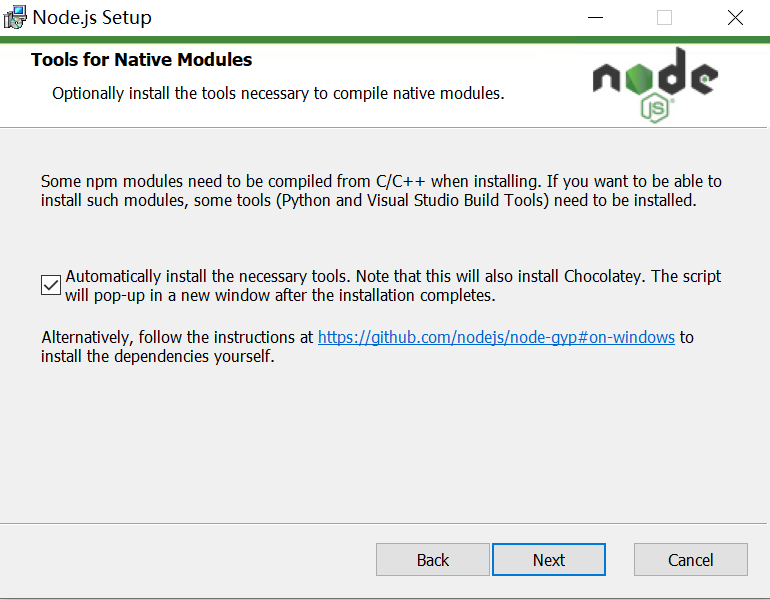 Node.js Setup
Tools for Native Modules
Optionally install the tools necessary to compile native modules.
node
JS
Some npm modules need to be compiled from C/C++ when installing. If you want to be able to
install such modules, some tools (Python and Visual Studio Build Tools) need to be installed.
Automatically install the necessary tools. Note that this will also install Chocolatey. The script
will pop-up in a new window after the installation completes.
Alternatively, follow the instructions at https://github.com/nodejs/node-gyp#on-windows to
install the dependencies yourself.
Back Next Cancel